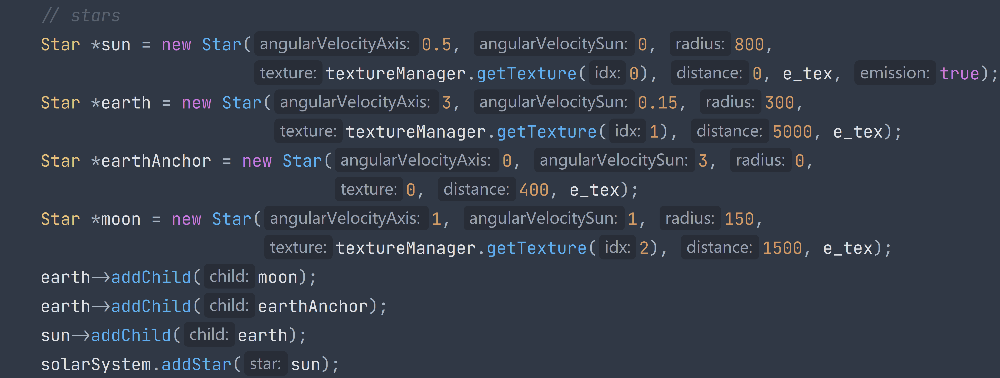 // stars
Star *sun = new Star(angularVelocityAxis: 0.5, angularVelocitySun: 0, radius: 800,
texture: textureManager.getTexture(idx: 0), distance: 0, e_tex, emission: true);
Star *earth = new Star(angularVelocityAxis: 3, angularVelocitySun: 0.15, radius: 300,
texture: textureManager.getTexture(idx: 1), distance: 5000, e_tex);
Star *earthAnchor = new Star(angularVelocityAxis: 0, angularVelocitySun: 3, radius: 0,
texture: 0, distance: 400, e_tex);
Star *moon = new Star(angularVelocityAxis: 1, angularVelocitySun: 1, radius: 150,
texture: textureManager.getTexture(idx: 2), distance: 1500, e_tex);
earth->addChild(child: moon);
earth->addChild(child: earthAnchor);
sun->addChild(child: earth);
solarSystem.addStar(star: sun);